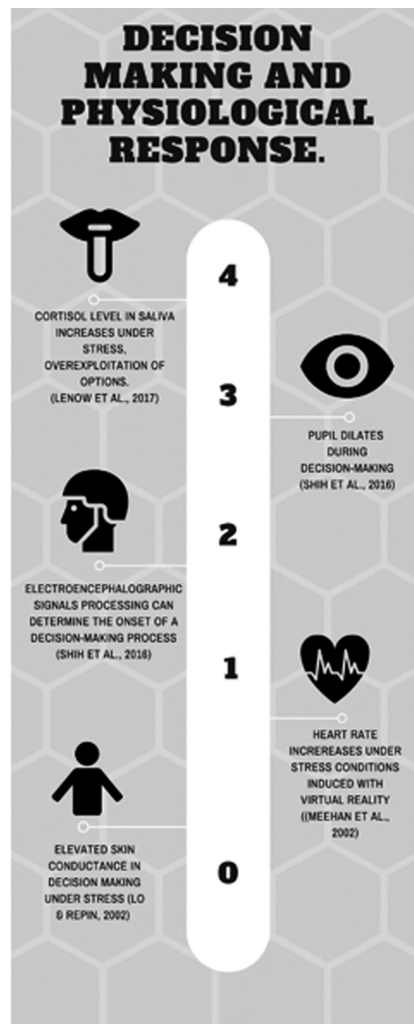 DECISION
MAKING AND
PHYSIOLOGICAL
RESPONSE.
4
CORTISOL LEVEL IN SALIVA
INCREASES UNDER
STRESS,
OVEREXPLOITATION OF
OPTIONS.
(LENOW ET AL., 2017)
3
PUPIL DILATES
DURING
DECISION-MAKING
(SHIH ET AL., 2016)
2
ELECTROENCEPHALOGRAPHIC
SIGNALS PROCESSING CAN
DETERMINE THE ONSET OF A
DECISION-MAKING PROCESS
(SHIH ET AL., 2016)
1
HEART RATE
INCREREASES UNDER
STRESS CONDITIONS
INDUCED WITH
VIRTUAL REALITY
((MEEHAN ET AL.,
2002)
ELEVATED SKIN
CONDUCTANCE IN
DECISION MAKING
UNDER STRESS (LO
& REPIN, 2002)
0